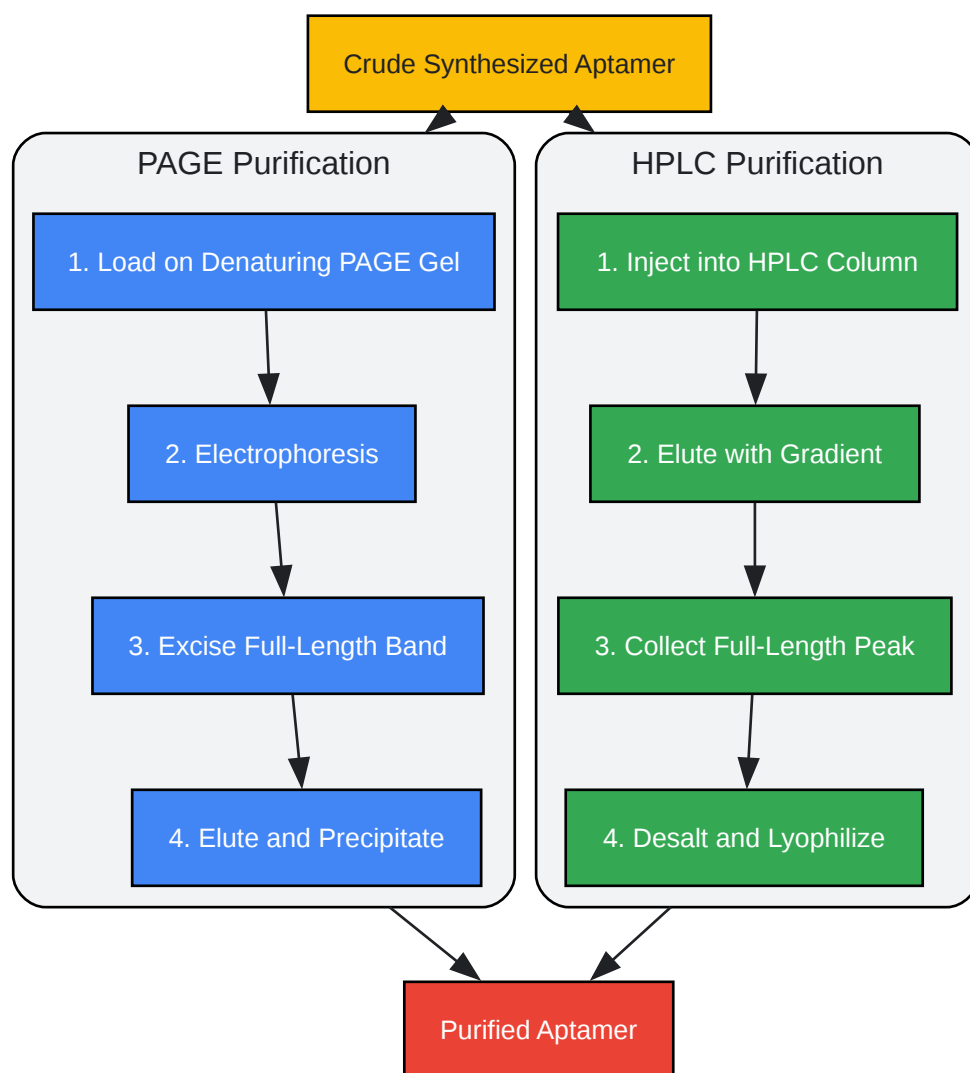 Crude Synthesized Aptamer
PAGE Purification
1. Load on Denaturing PAGE Gel
2. Electrophoresis
3. Excise Full-Length Band
4. Elute and Precipitate
HPLC Purification
1. Inject into HPLC Column
2. Elute with Gradient
3. Collect Full-Length Peak
4. Desalt and Lyophilize
Purified Aptamer